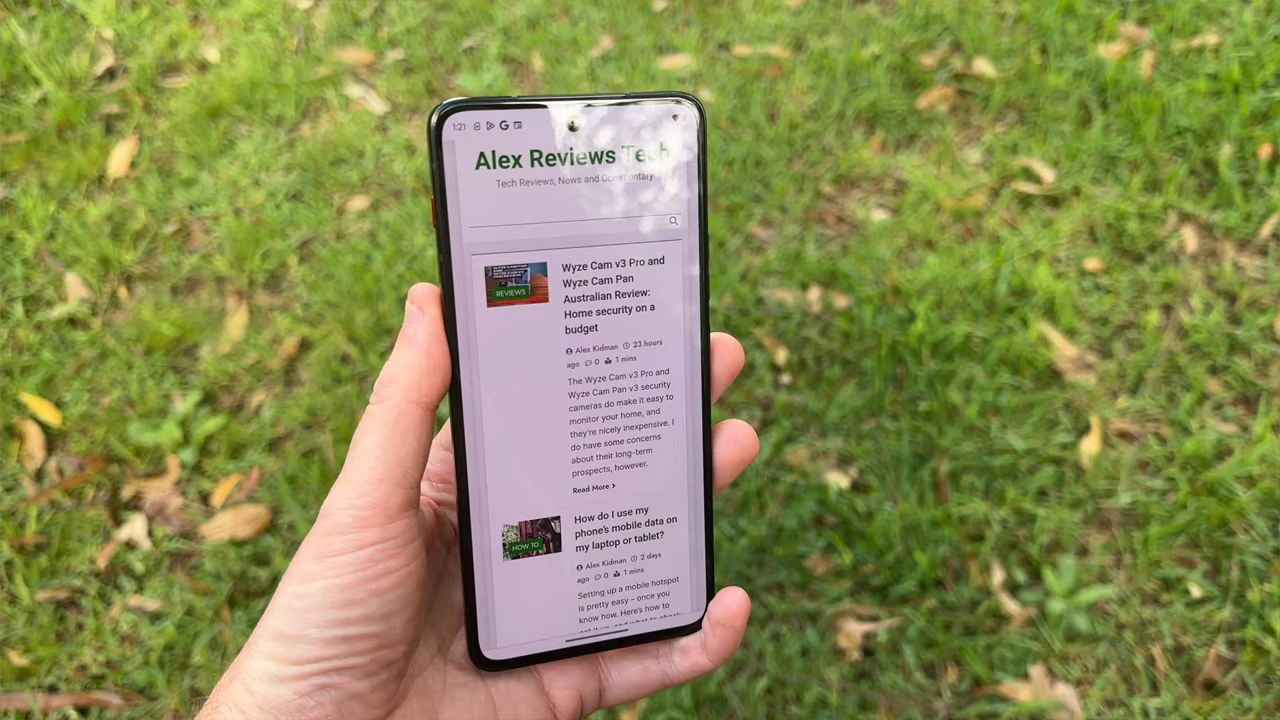 1:21
Alex Reviews Tech
Tech Reviews, News and Commentary
REVIEWS
Wyze Cam v3 Pro and
Wyze Cam Pan
Australian Review:
Home security on a
budget
Alex Kidman 23 hours
ago 0 1 mins
The Wyze Cam v3 Pro and
Wyze Cam Pan v3 security
cameras do make it easy to
monitor your home, and
they're nicely inexpensive. I
do have some concerns
about their long-term
prospects, however.
Read More
HOW TO
How do I use my
phone's mobile data on
my laptop or tablet?
Alex Kidman 2 days
ago 0 1 mins
Setting up a mobile hotspot
is pretty easy – once you
know how. Here's how to